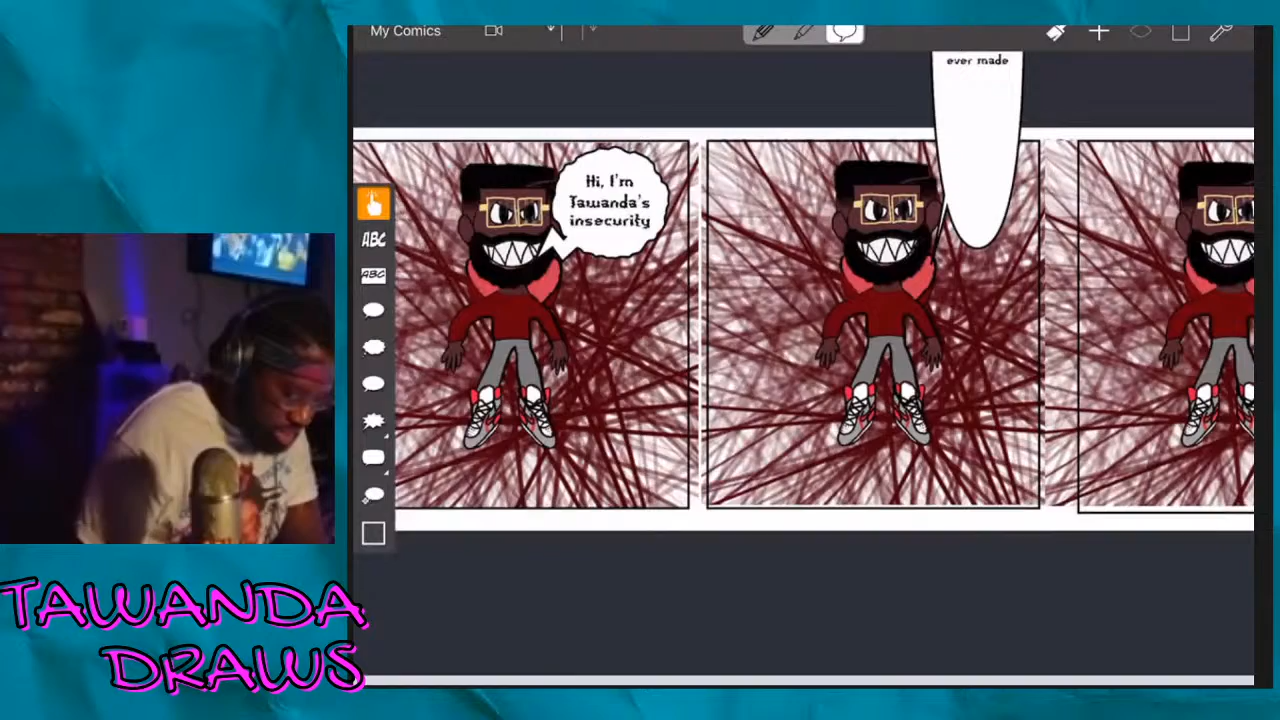 My Comics
ever made
Hi, I'm
Tawanda's
insecurity
ABC
ABC
TAWANDA
DRAWS